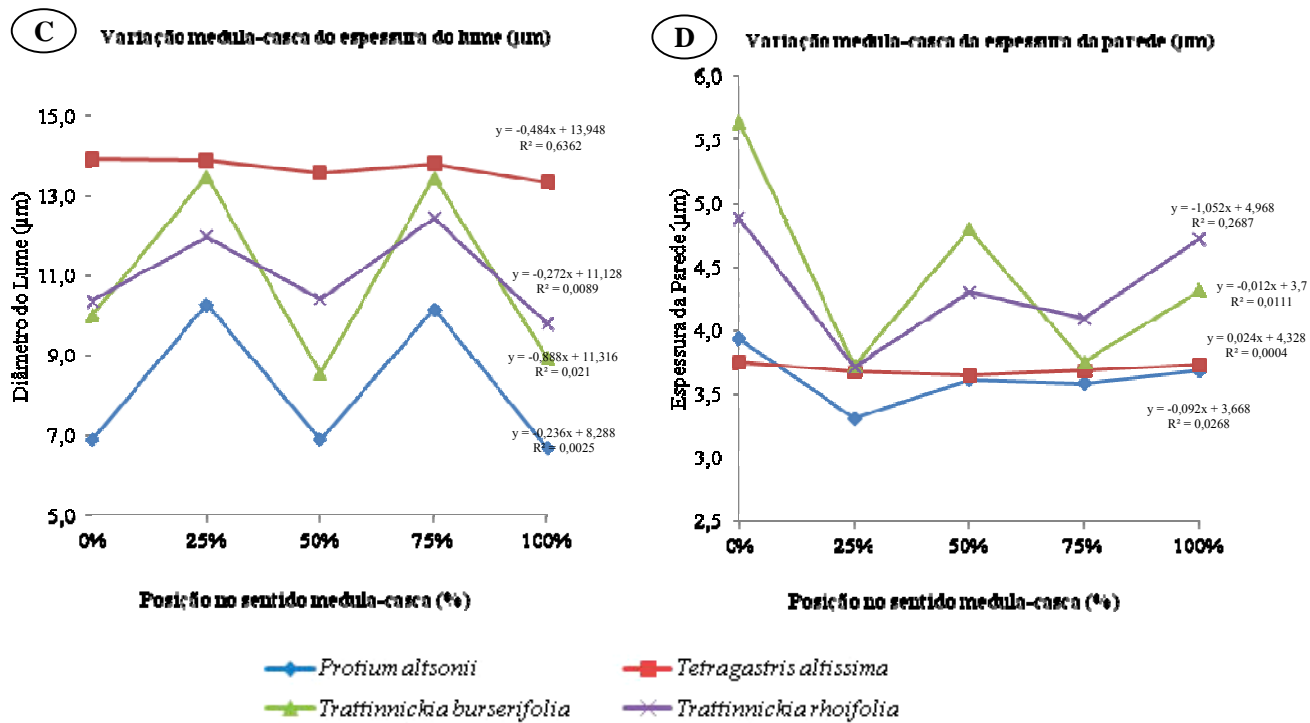 C
Variação medula-casca do espessura do lume (µm)
15,0
13,0
11,0
9,0
7,0
5,0
Diâmetro do Lume (µm)
y = -0,484x + 13,948
R² = 0,6362
y = -0,272x + 11,128
R² = 0,0089
y = -0,888x + 11,316
R² = 0,021
y = -0,236x + 8,288
R² = 0,0025
0%
25%
50%
75%
100%
Posição no sentido medula-casca (%)
D
Variação medula-casca da espessura da parede (µm)
6,0
5,5
5,0
4,5
4,0
3,5
3,0
2,5
Espessura da Parede (µm)
y = -1,052x + 4,968
R² = 0,2687
y = -0,012x + 3,7
R² = 0,0111
y = 0,024x + 4,328
R² = 0,0004
y = -0,092x + 3,668
R² = 0,0268
0%
25%
50%
75%
100%
Posição no sentido medula-casca (%)
Protium altsonii
Tetragastris altissima
Trattinnickia burserifolia
Trattinnickia rhoifolia